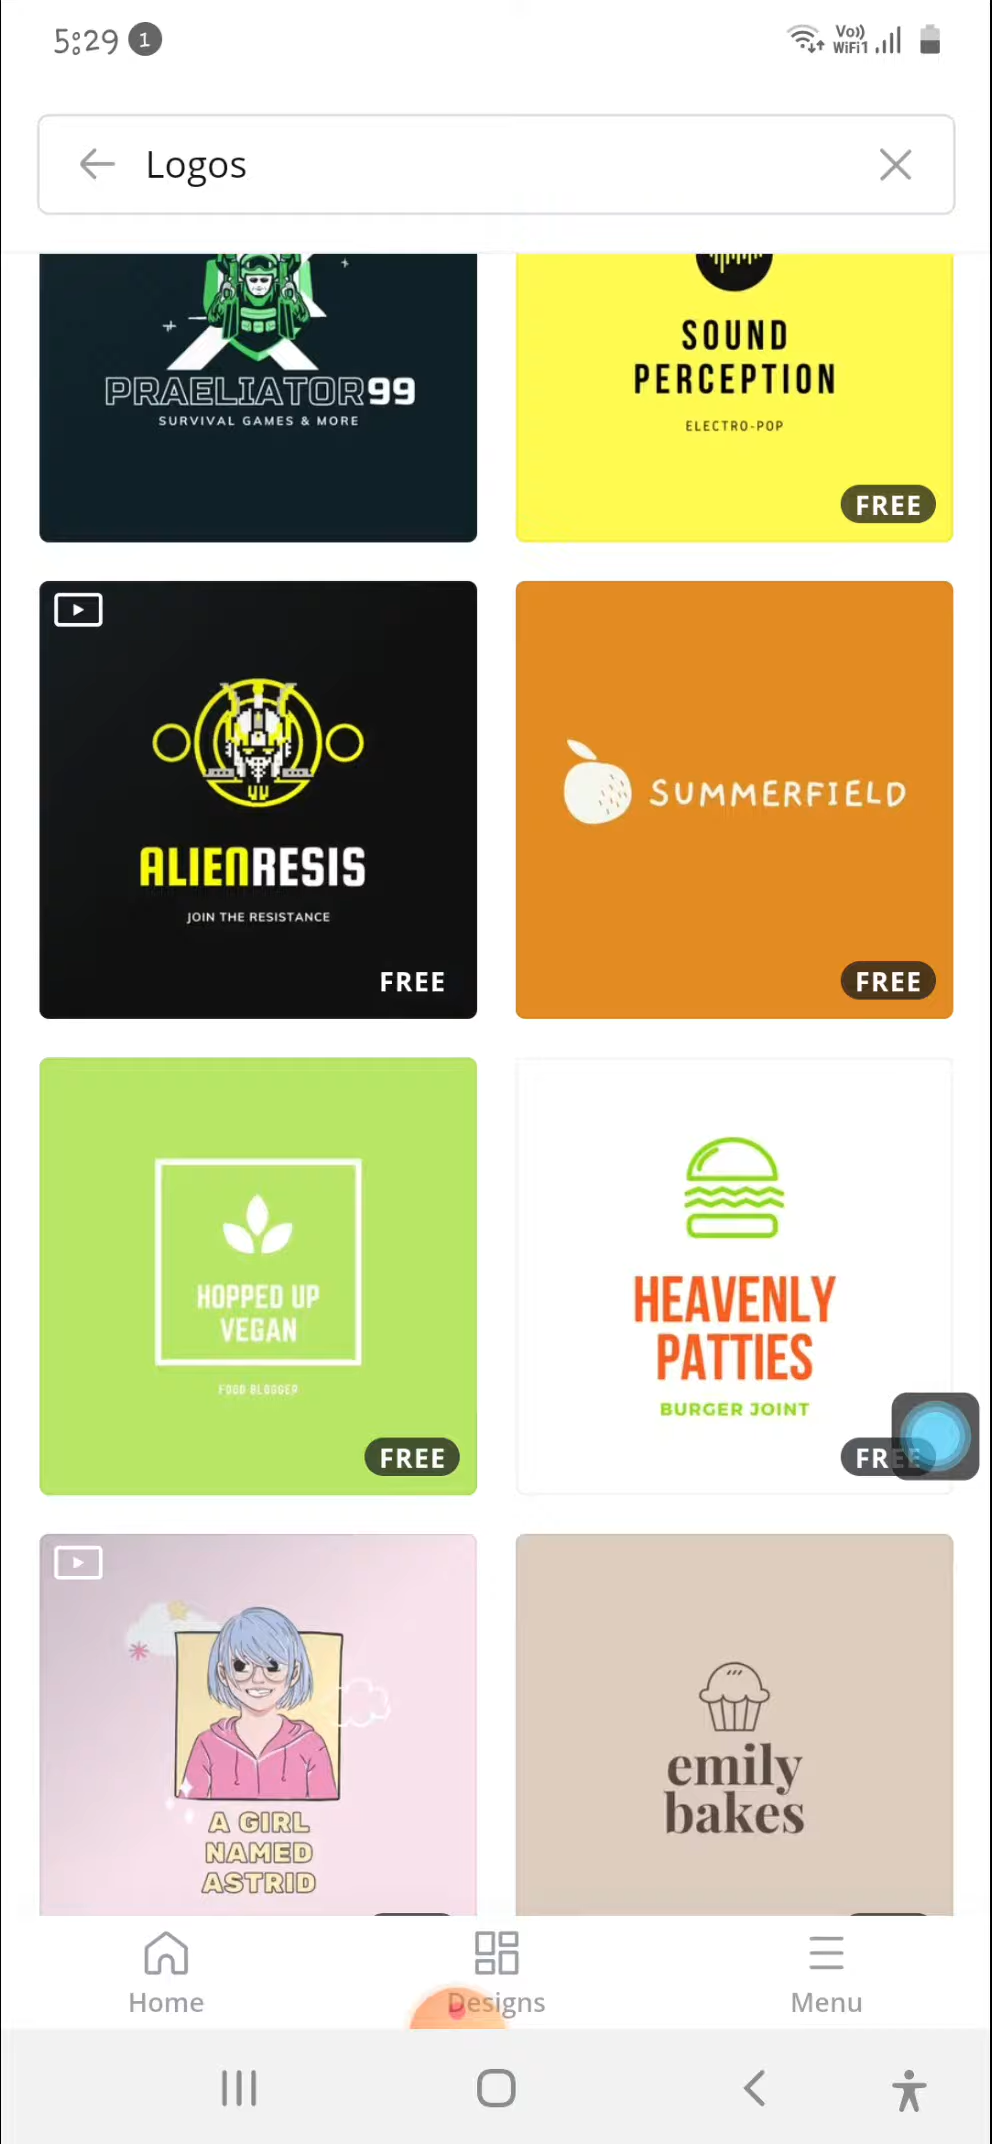 5:29 1
Vo))
WiFi1
Logos
PRAELIATOR99
SURVIVAL GAMES & MORE
SOUND
PERCEPTION
ELECTRO-POP
FREE
ALIENRESIS
JOIN THE RESISTANCE
FREE
SUMMERFIELD
FREE
HOPPED UP
VEGAN
FOOD BLOGGER
FREE
HEAVENLY
PATTIES
BURGER JOINT
FREE
A GIRL
NAMED
ASTRID
emily
bakes
Home
Designs
Menu